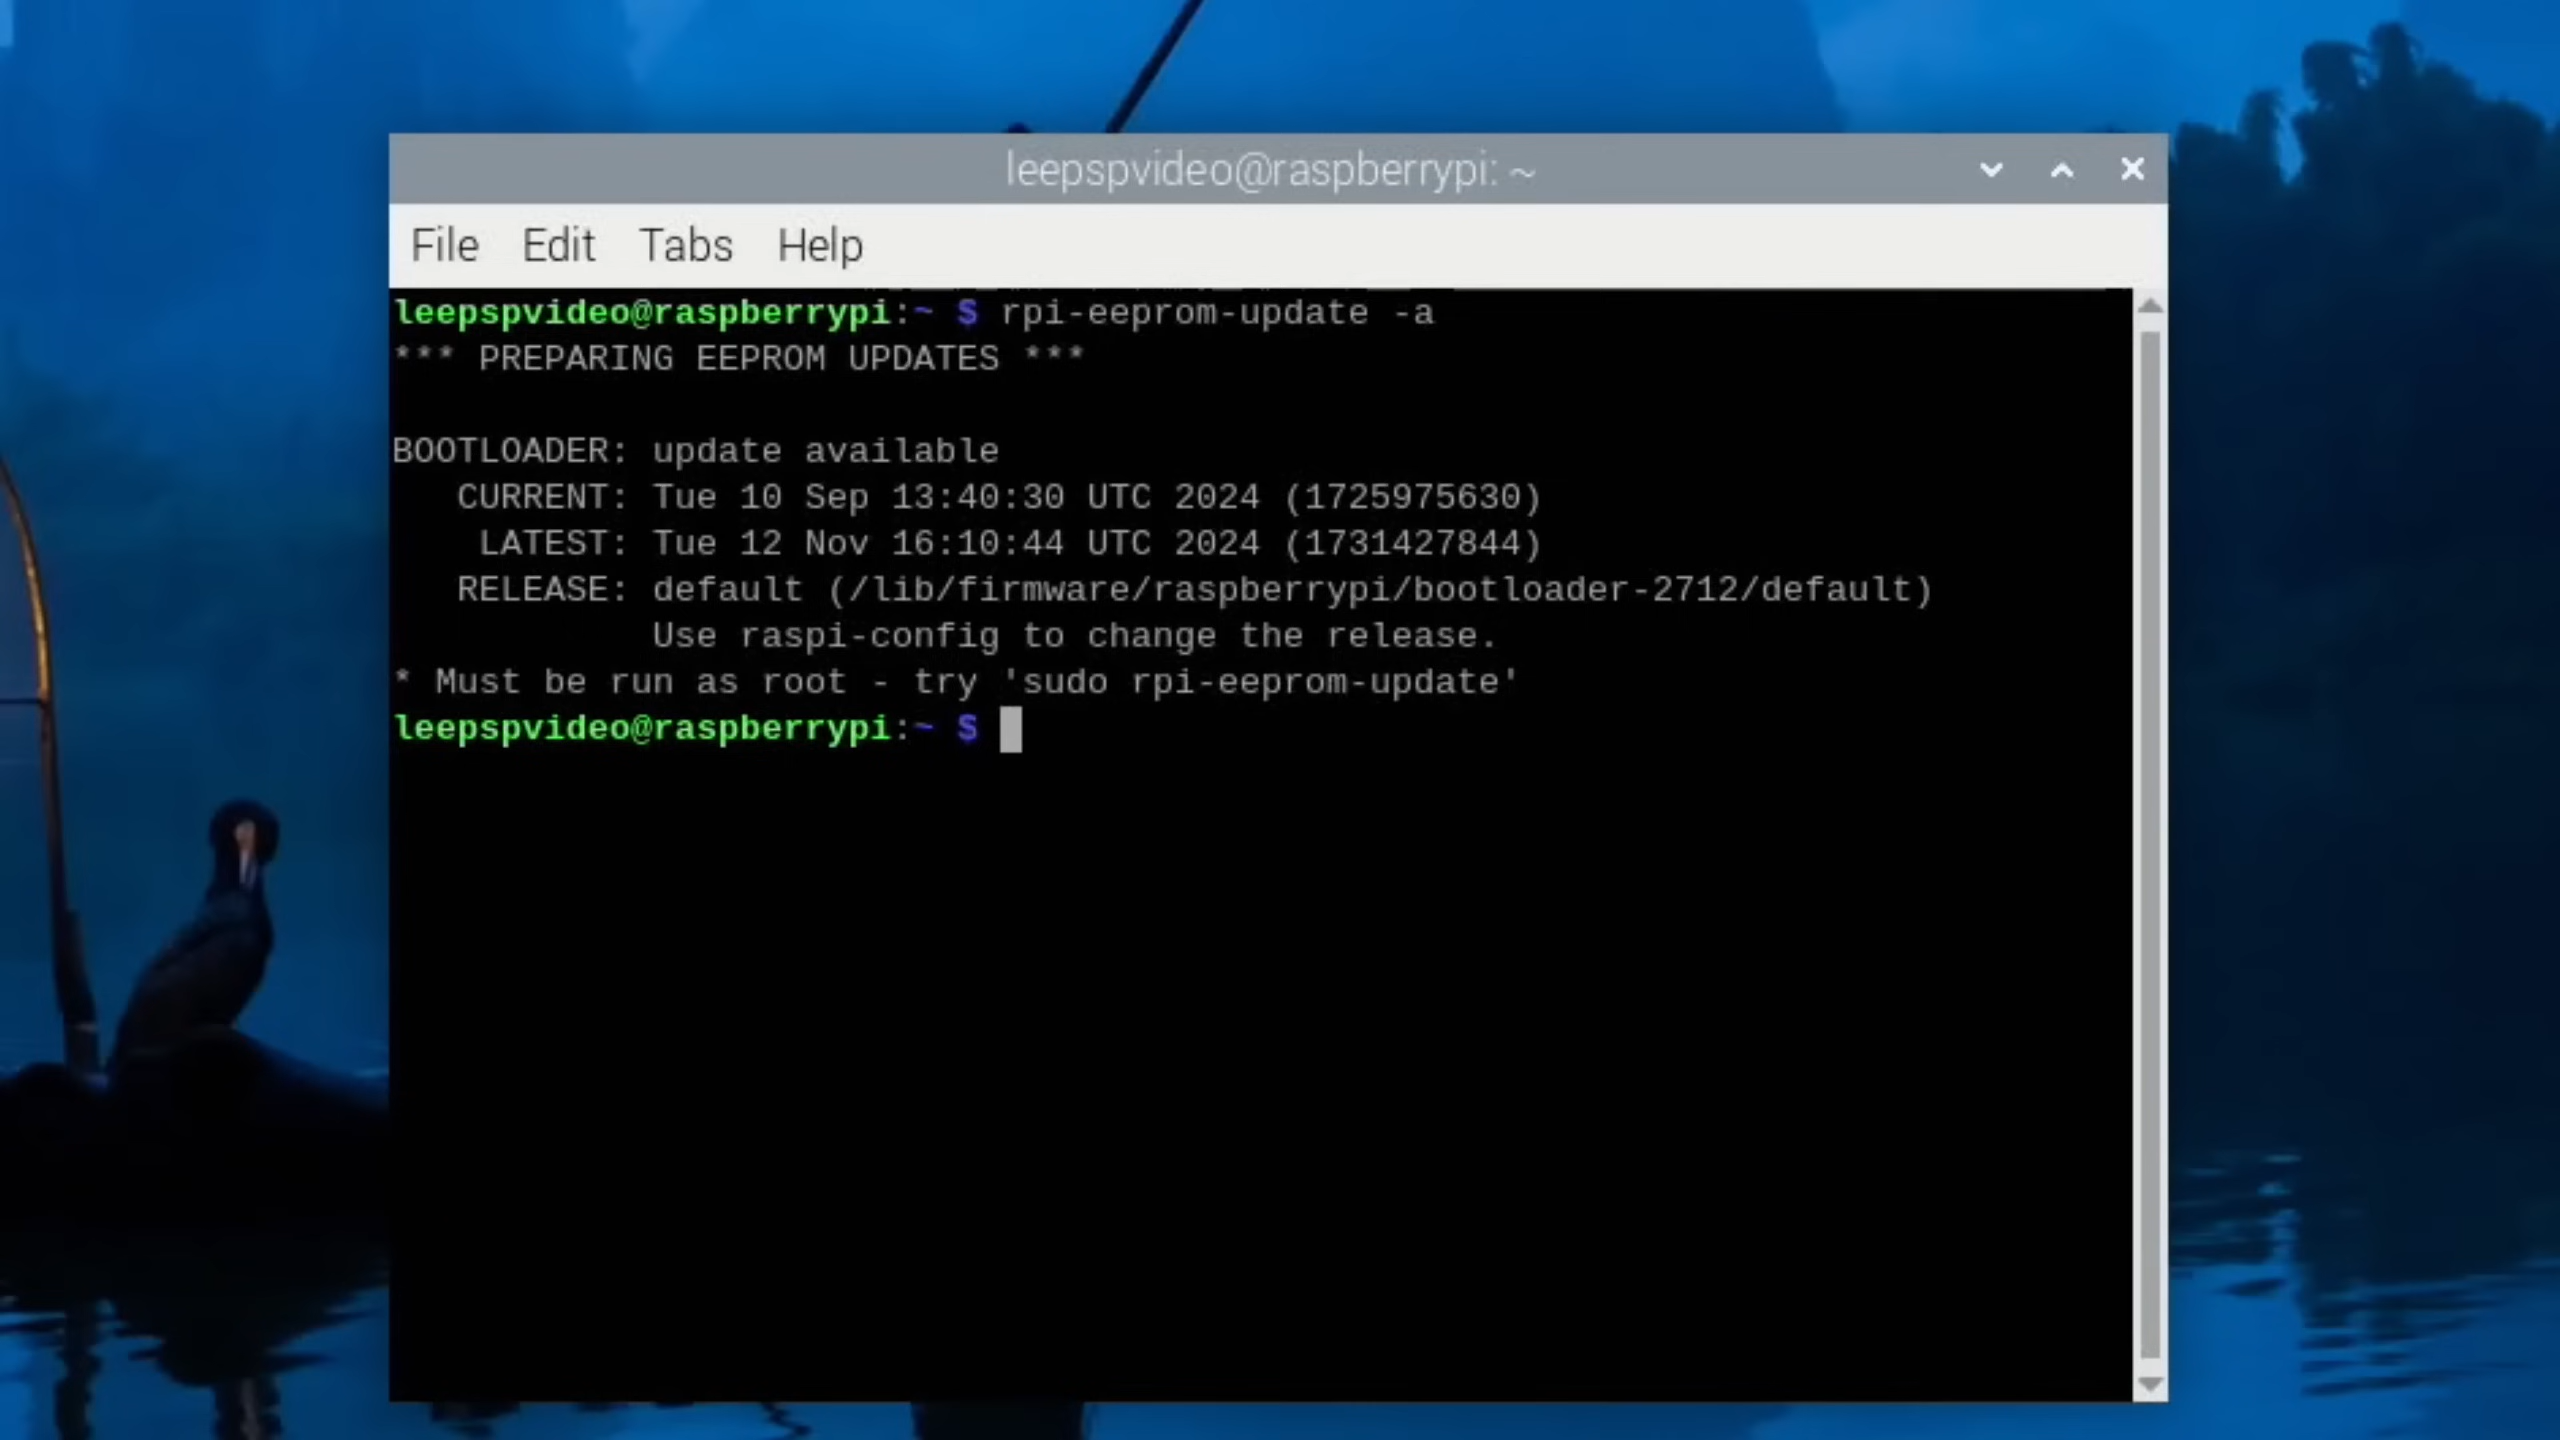 leepspvideo@raspberrypi: ~
File Edit Tabs Help
leepspvideo@raspberrypi:~ $ rpi-eeprom-update -a
*** PREPARING EEPROM UPDATES ***
BOOTLOADER: update available
CURRENT: Tue 10 Sep 13:40:30 UTC 2024 (1725975630)
LATEST: Tue 12 Nov 16:10:44 UTC 2024 (1731427844)
RELEASE: default (/lib/firmware/raspberrypi/bootloader-2712/default)
Use raspi-config to change the release.
* Must be run as root - try 'sudo rpi-eeprom-update'
leepspvideo@raspberrypi:~ $